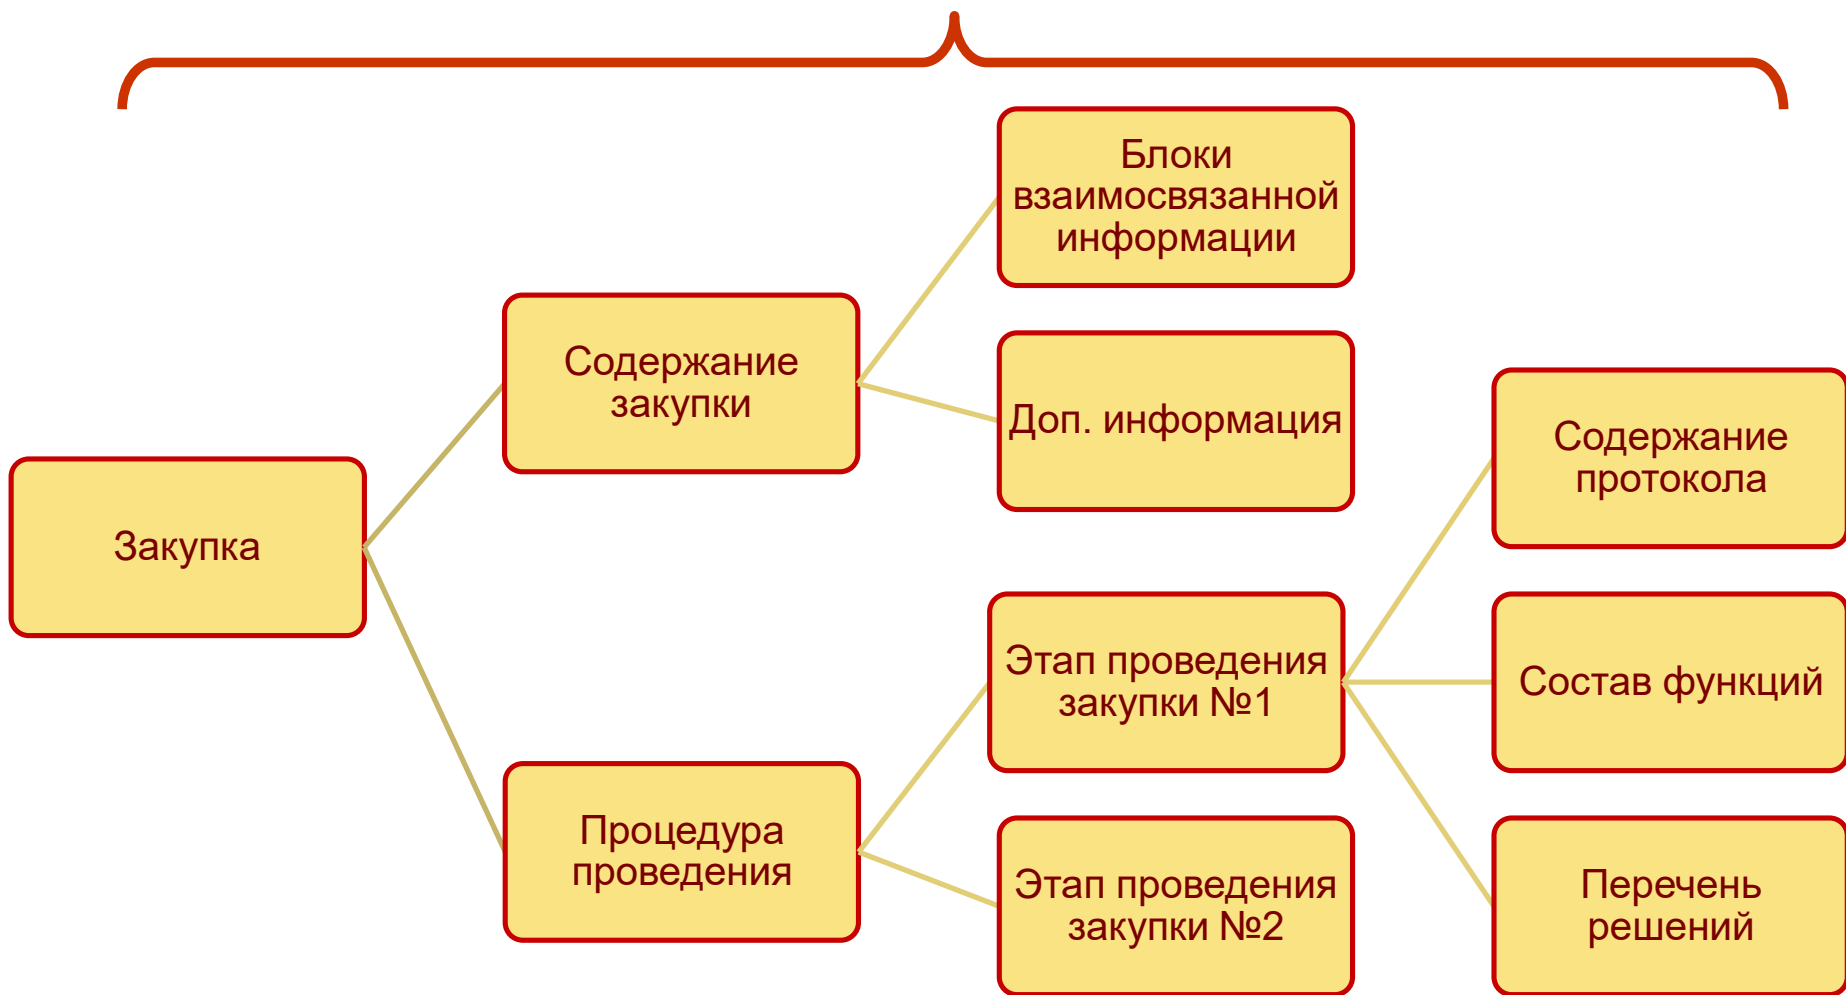 Блоки
взаимосвязанной
информации
Содержание
закупки
Доп. информация
Содержание
протокола
Закупка
Этап проведения
закупки №1
Состав функций
Процедура
проведения
Этап проведения
закупки №2
Перечень
решений